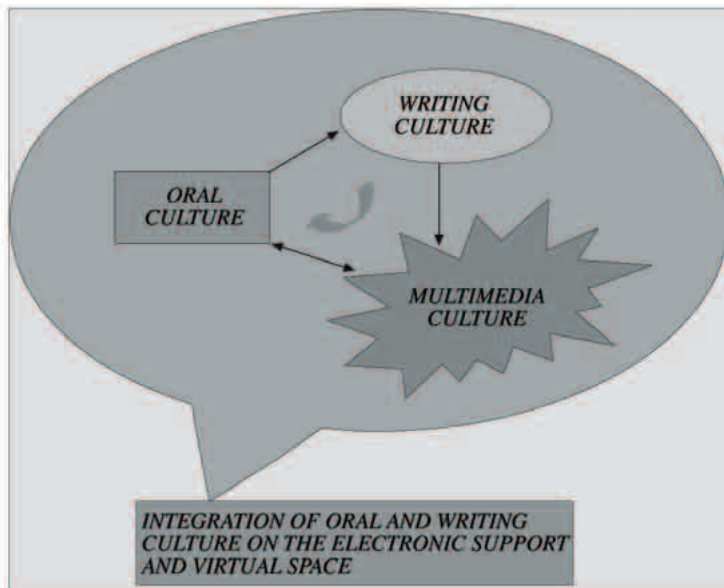 WRITING
CULTURE
ORAL
CULTURE
MULTIMEDIA
CULTURE
INTEGRATION OF ORAL AND WRITING
CULTURE ON THE ELECTRONIC SUPPORT
AND VIRTUAL SPACE